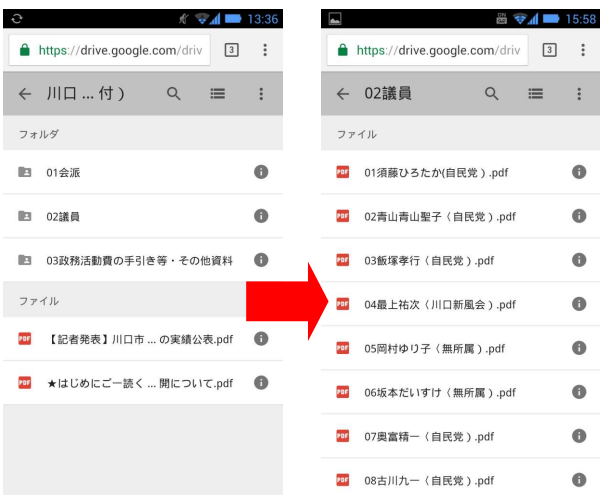 13:36
https://drive.google.com/driv
3
川口 ... 付）
フォルダ
01会派
02議員
03政務活動費の手引き等・その他資料
ファイル
PDF 【記者発表】川口市 ... の実績公表.pdf
PDF ★はじめにご一読く ... 開について.pdf
15:58
https://drive.google.com/driv
3
02議員
ファイル
PDF 01須藤ひろたか(自民党）.pdf
PDF 02青山青山聖子（自民党）.pdf
PDF 03飯塚孝行（自民党）.pdf
PDF 04最上祐次（川口新風会）.pdf
PDF 05岡村ゆり子（無所属）.pdf
PDF 06坂本だいすけ（無所属）.pdf
PDF 07奥富精一（自民党）.pdf
PDF 08古川九一（自民党）.pdf